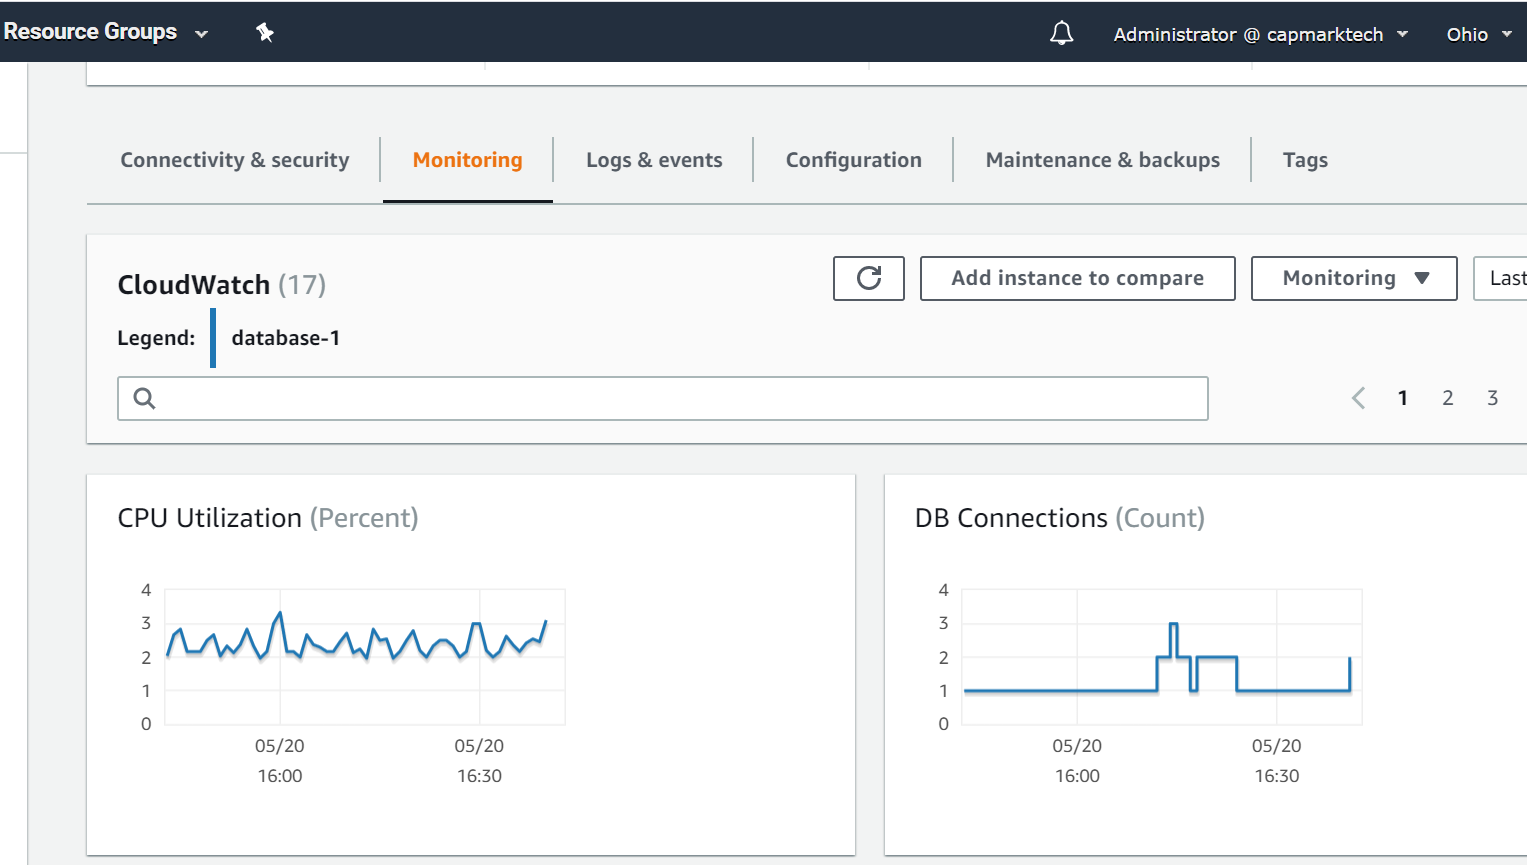 Resource Groups
Administrator @ capmarktech
Ohio
Connectivity & security
Monitoring
Logs & events
Configuration
Maintenance & backups
Tags
CloudWatch (17)
Add instance to compare
Monitoring
Last
Legend:
database-1
1 2 3
CPU Utilization (Percent)
4
3
2
1
0
05/20
16:00
05/20
16:30
DB Connections (Count)
4
3
2
1
0
05/20
16:00
05/20
16:30